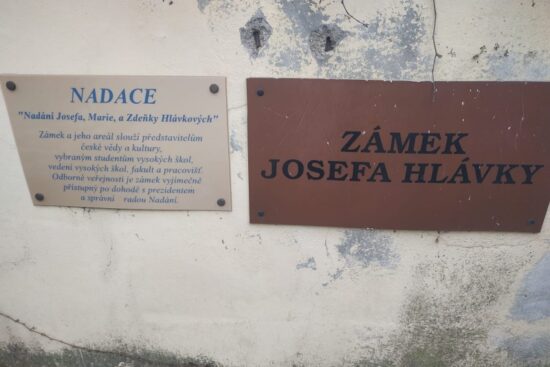 NADACE
"Nadání Josefa, Marie, a Zdeňky Hlávkových"
Zámek a jeho areál slouží představitelům
české vědy a kultury,
vybraným studentům vysokých škol,
vedení vysokých škol, fakult a pracovišť.
Odborné veřejnosti je zámek vyjímečně
přístupný po dohodě s prezidentem
a správní radou Nadání.
ZÁMEK
JOSEFA HLÁVKY